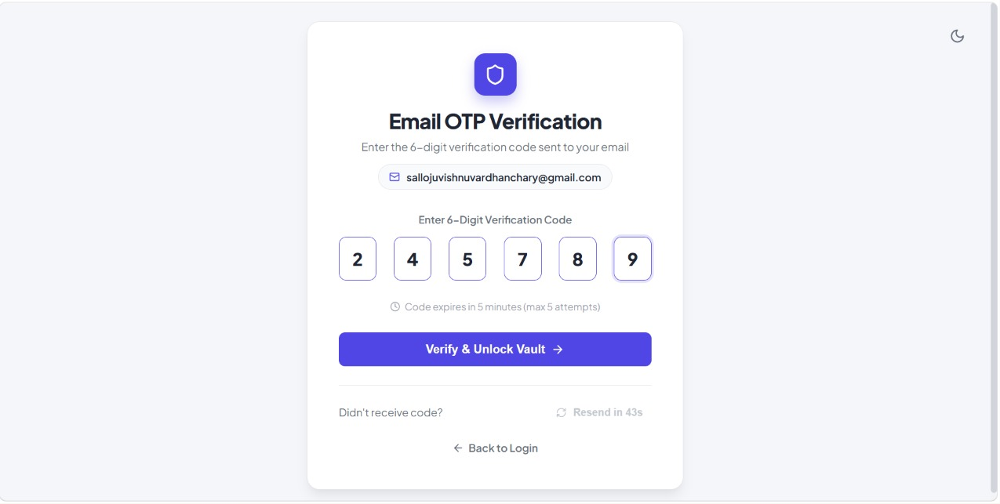 Email OTP Verification
Enter the 6-digit verification code sent to your email
sallojuvishnuvardhanchary@gmail.com
Enter 6-Digit Verification Code
2 4 5 7 8 9
Code expires in 5 minutes (max 5 attempts)
Verify & Unlock Vault →
Didn't receive code? Resend in 43s
← Back to Login